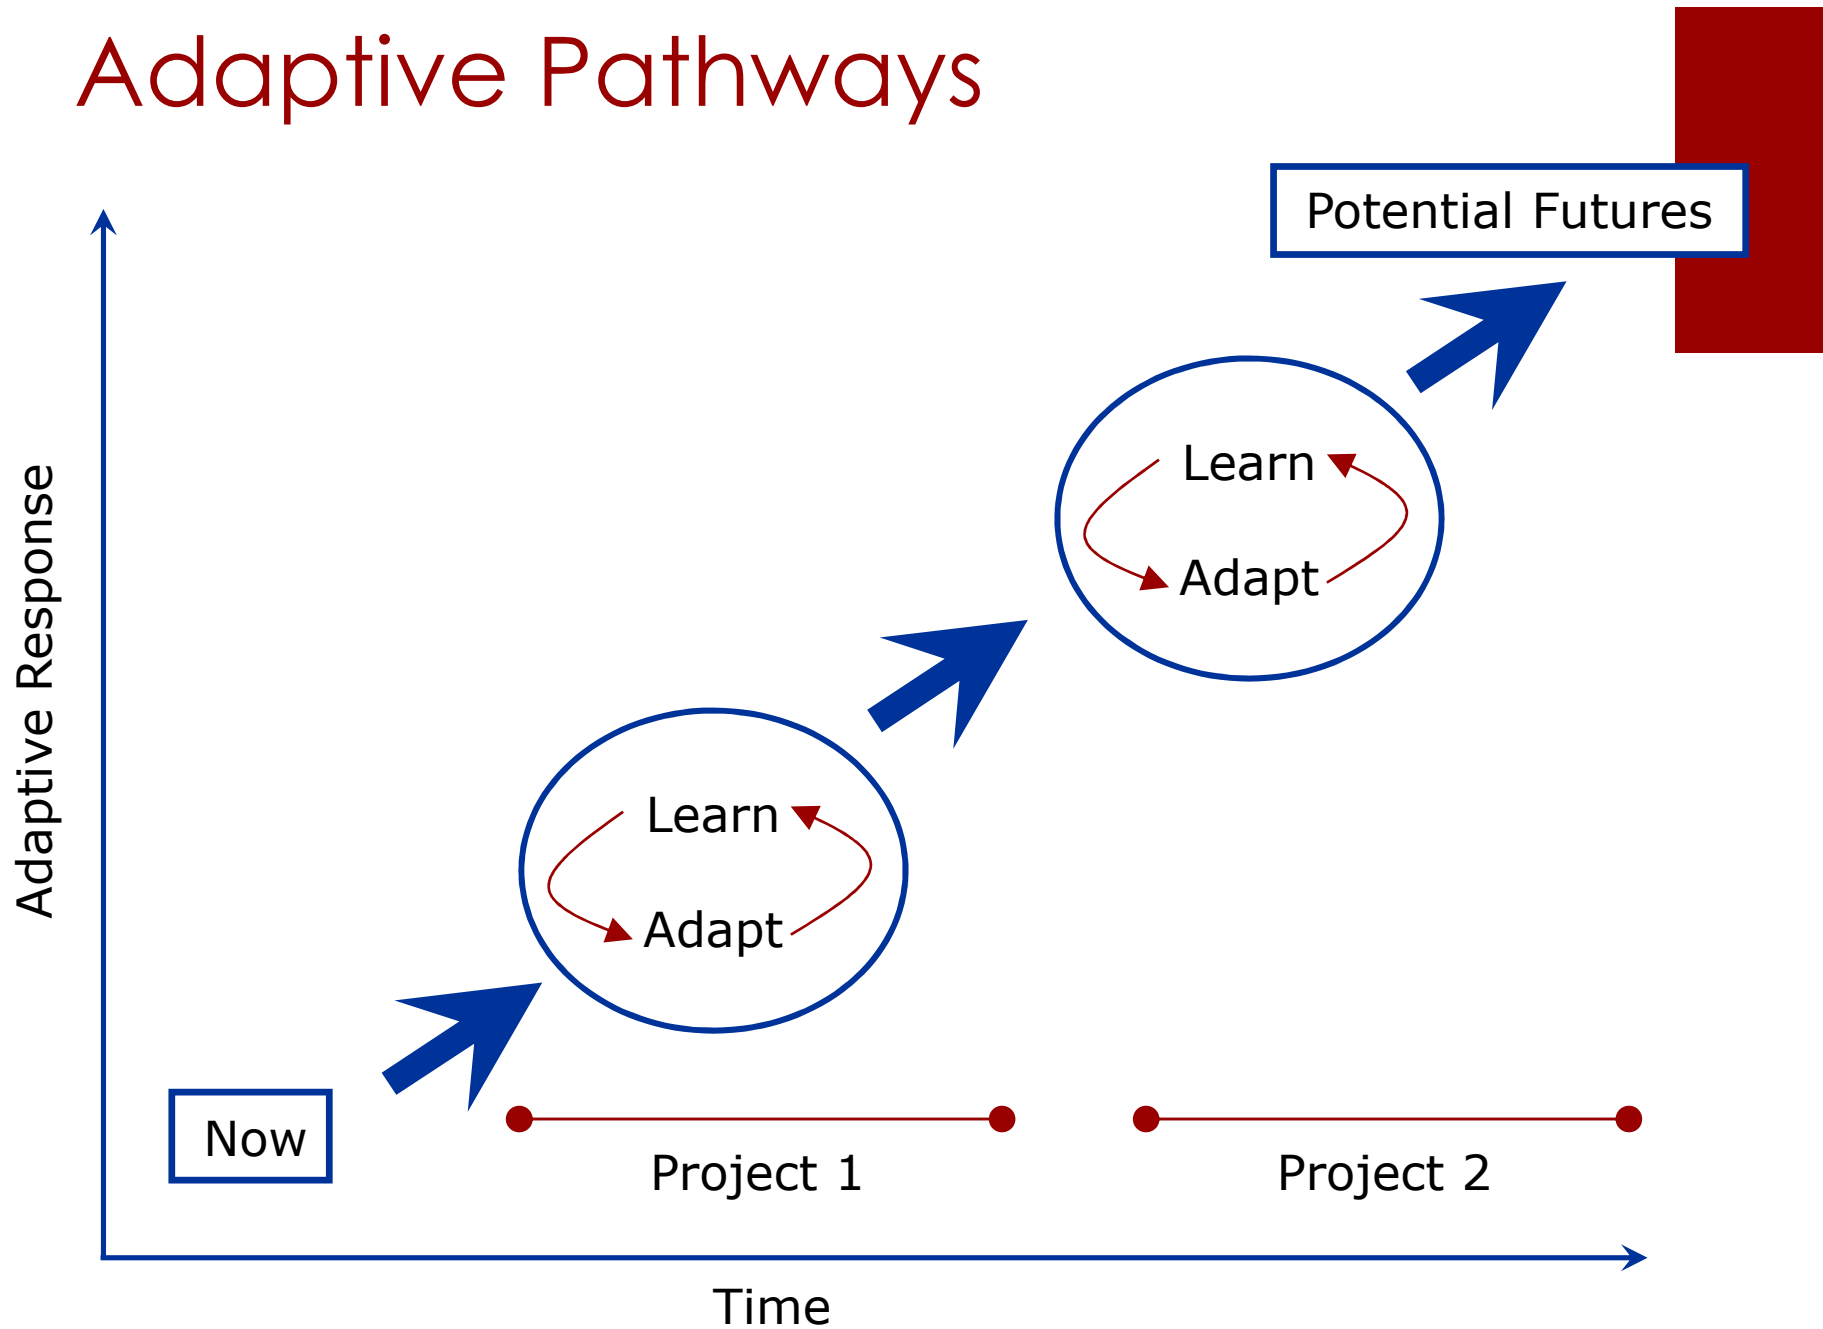 Adaptive Pathways
Potential Futures
Learn
Adapt
Adaptive Response
Learn
Adapt
Now
Project 1
Project 2
Time